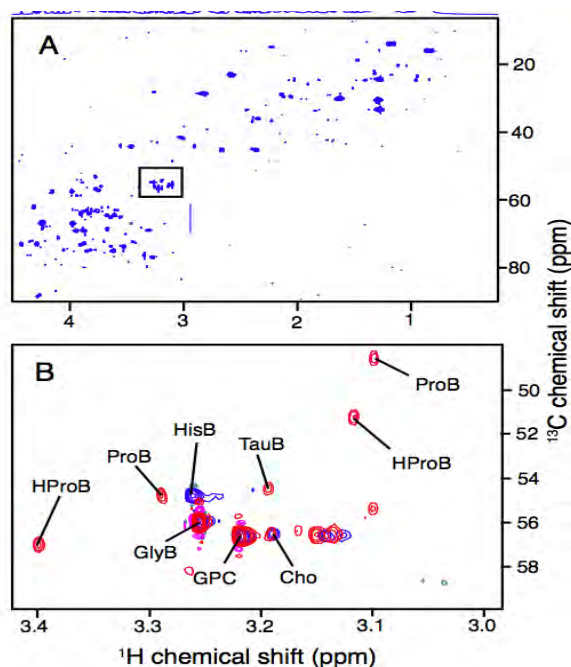 A
20
40
60
80
4
3
2
1
B
ProB
HProB
HisB
TauB
ProB
HProB
GlyB
GPC
Cho
50
52
54
56
58
3.4
3.3
3.2
3.1
3.0
¹H chemical shift (ppm)
¹³C chemical shift (ppm)